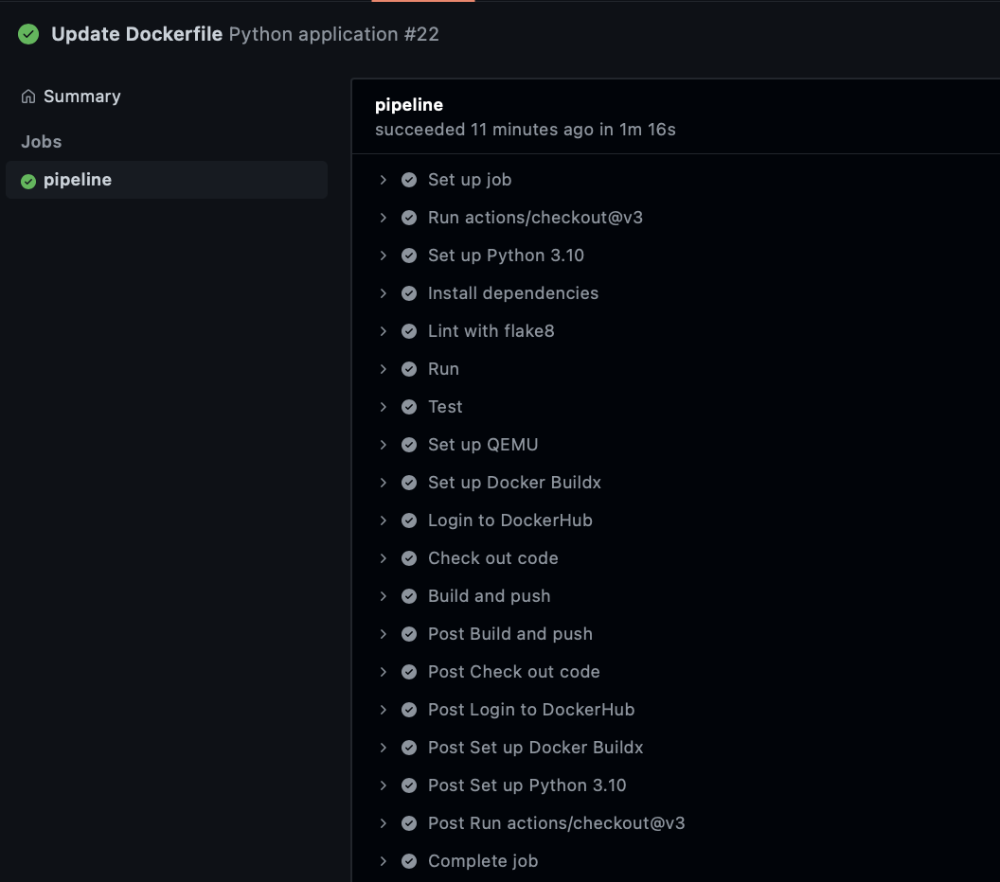 Update Dockerfile Python application #22
Summary
Jobs
pipeline
pipeline
succeeded 11 minutes ago in 1m 16s
Set up job
Run actions/checkout@v3
Set up Python 3.10
Install dependencies
Lint with flake8
Run
Test
Set up QEMU
Set up Docker Buildx
Login to DockerHub
Check out code
Build and push
Post Build and push
Post Check out code
Post Login to DockerHub
Post Set up Docker Buildx
Post Set up Python 3.10
Post Run actions/checkout@v3
Complete job